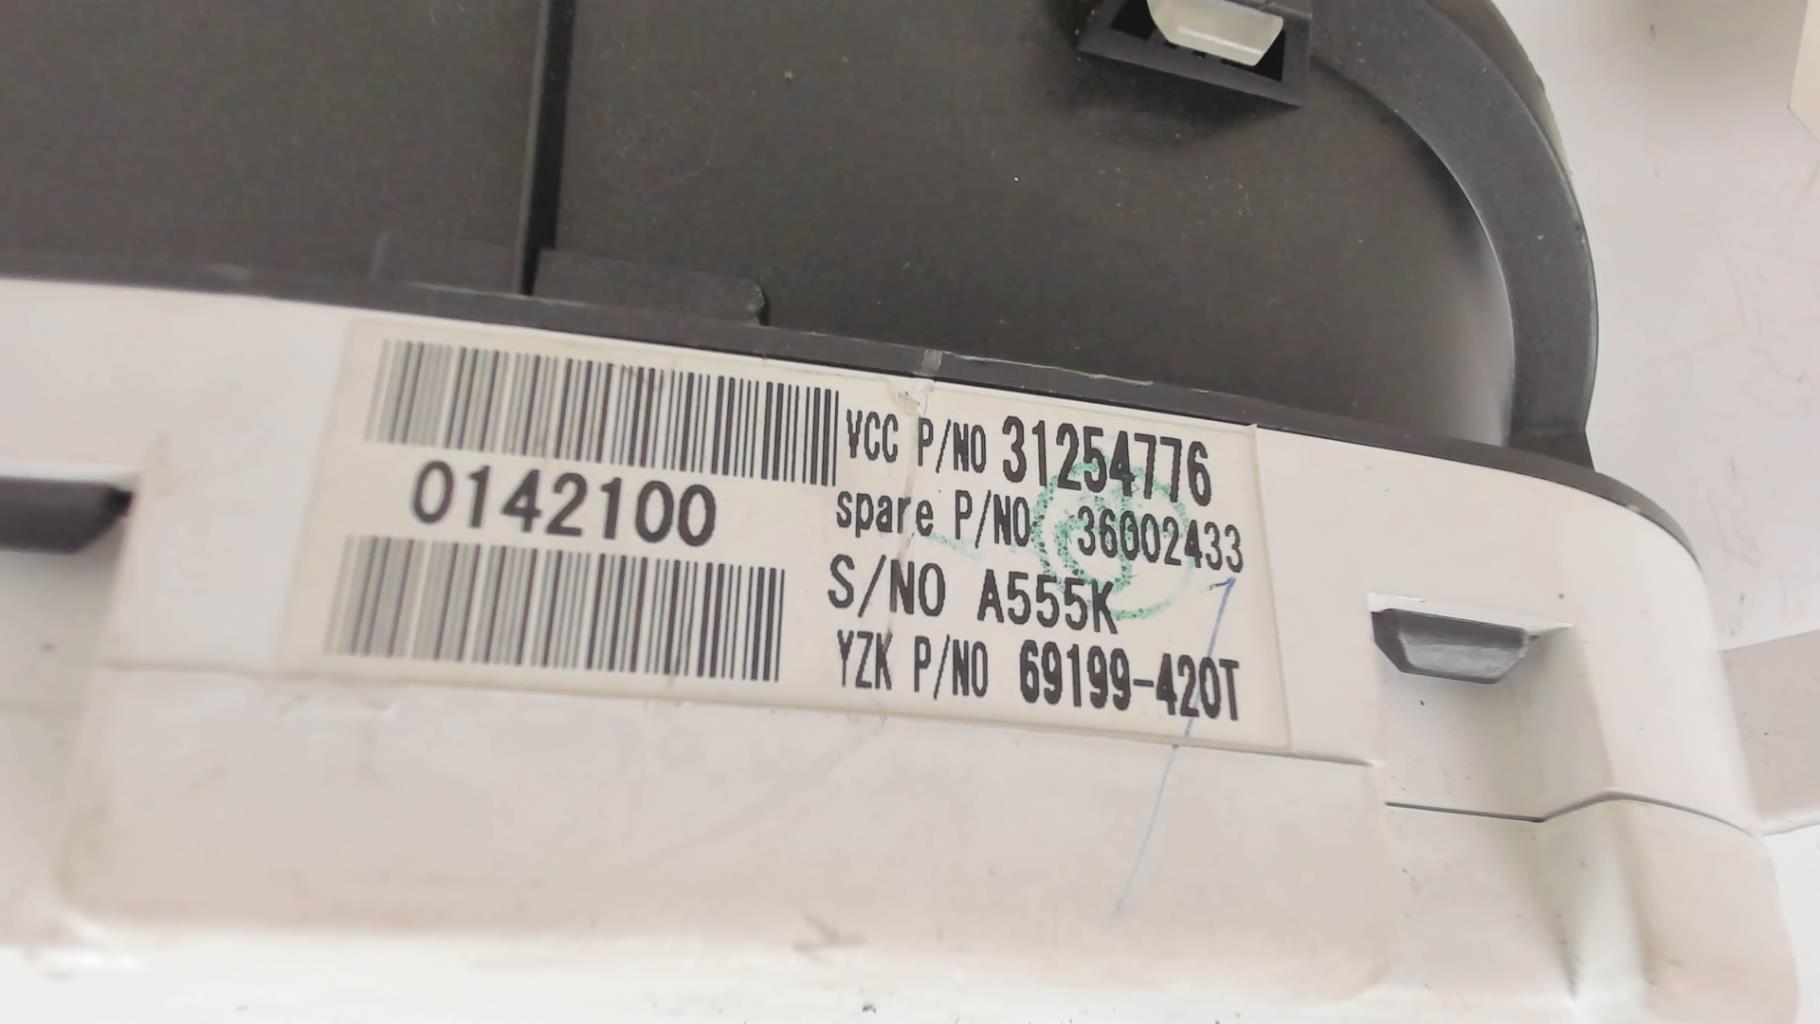 0142100
VCC P/NO 31254776
spare P/NO 36002433
S/NO A555K
YZK P/NO 69199-420T